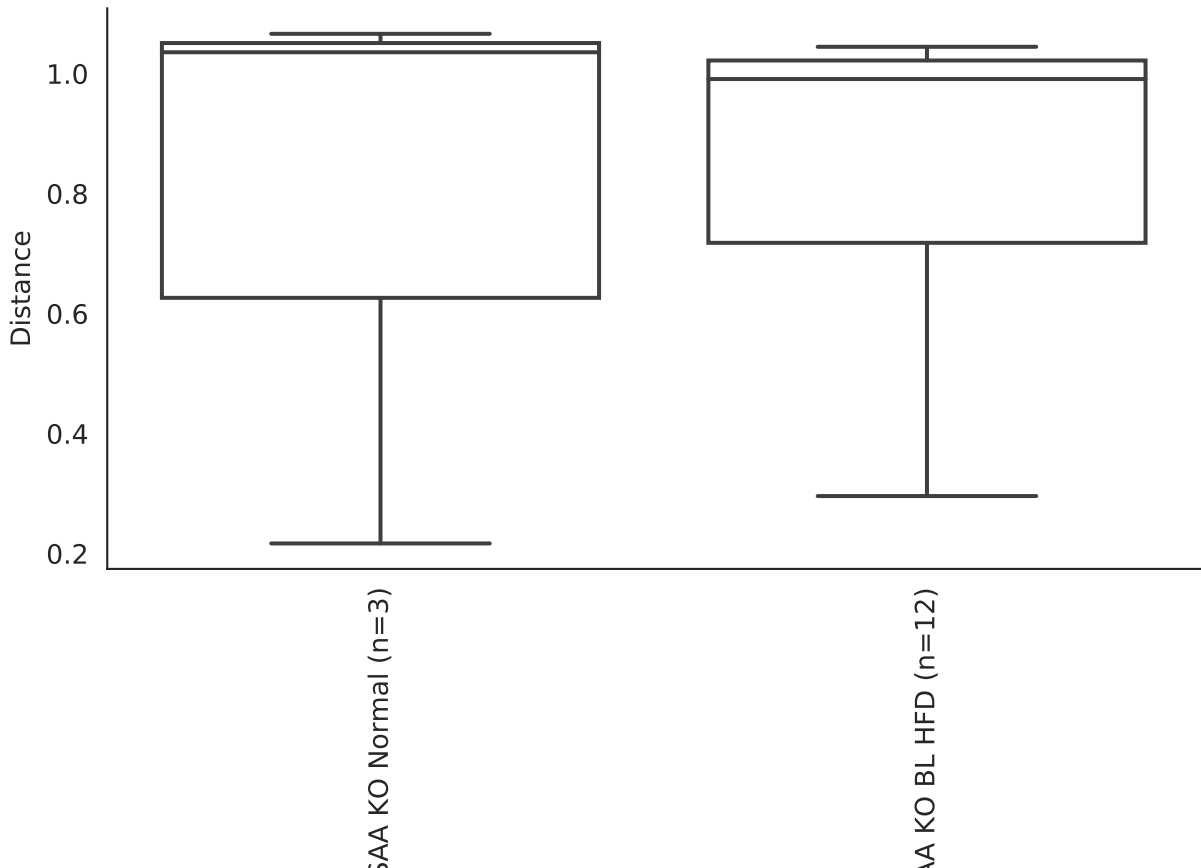 1.0
0.8
0.6
0.4
0.2
Distance
SAA KO Normal (n=3)
AA KO BL HFD (n=12)